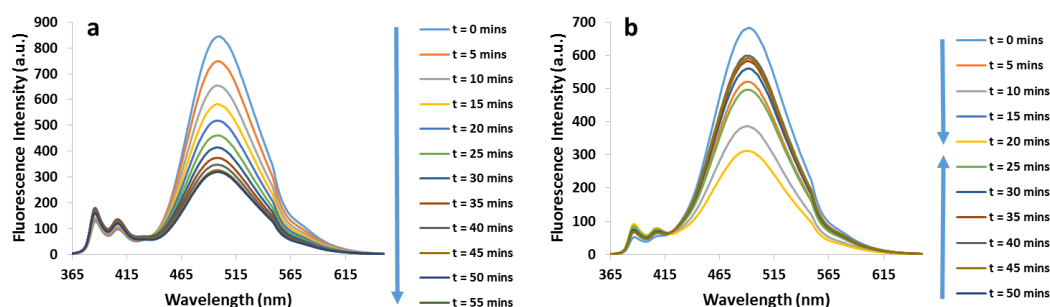 a
Fluorescence Intensity (a.u.)
900
800
700
600
500
400
300
200
100
0
365 415 465 515 565 615
Wavelength (nm)
t = 0 mins
t = 5 mins
t = 10 mins
t = 15 mins
t = 20 mins
t = 25 mins
t = 30 mins
t = 35 mins
t = 40 mins
t = 45 mins
t = 50 mins
t = 55 mins
b
Fluorescence Intensity (a.u.)
700
600
500
400
300
200
100
0
365 415 465 515 565 615
Wavelength (nm)
t = 0 mins
t = 5 mins
t = 10 mins
t = 15 mins
t = 20 mins
t = 25 mins
t = 30 mins
t = 35 mins
t = 40 mins
t = 45 mins
t = 50 mins